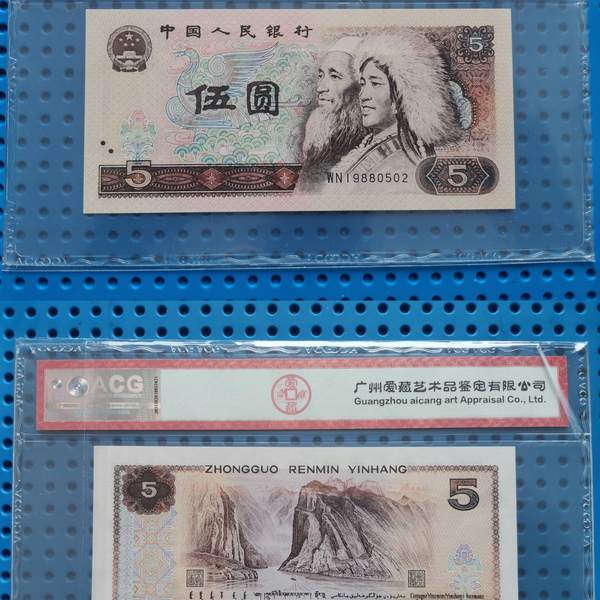 中国人民银行
5
伍圆
5
WN19880502
5
ACG
广州爱藏艺术品鉴定有限公司
Guangzhou aicang art Appraisal Co., Ltd.
ZHONGGUO RENMIN YINHANG
5
5